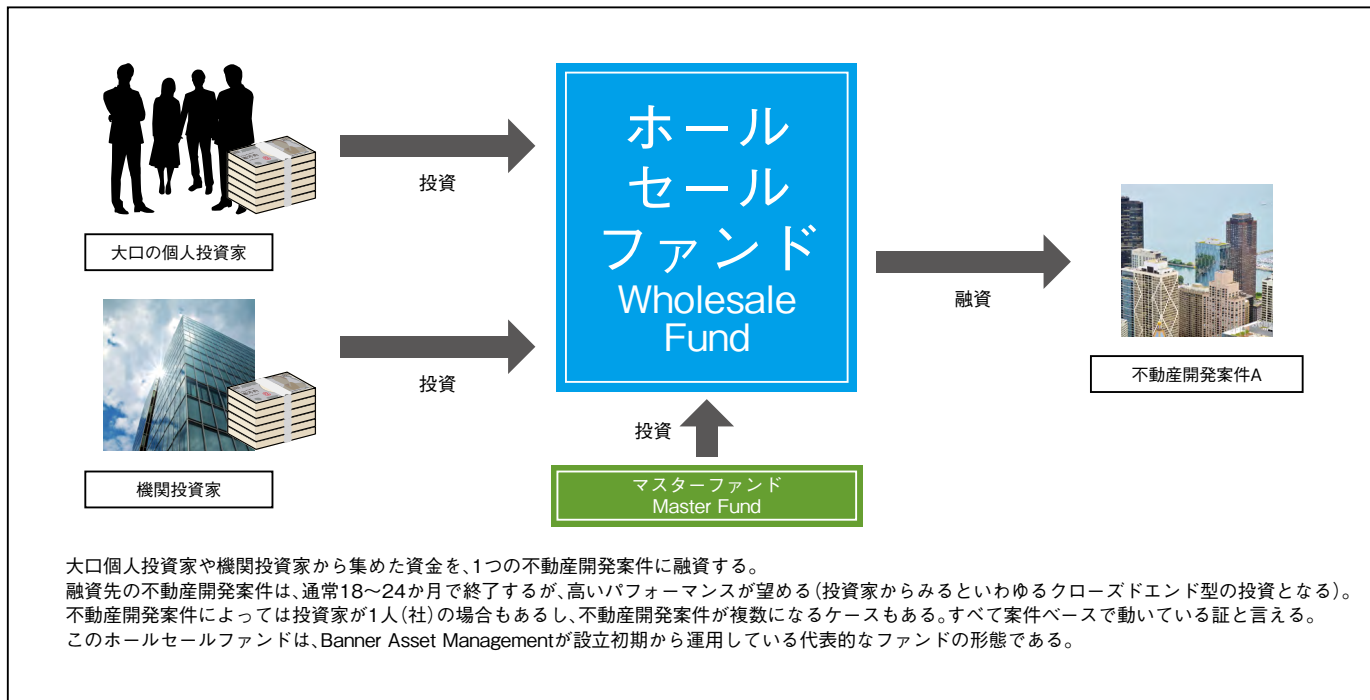 大口の個人投資家
投資
機関投資家
投資
ホール
セール
ファンド
Wholesale
Fund
投資
マスターファンド
Master Fund
融資
不動産開発案件A
大口個人投資家や機関投資家から集めた資金を、1つの不動産開発案件に融資する。
融資先の不動産開発案件は、通常18〜24か月で終了するが、高いパフォーマンスが望める(投資家からみるといわゆるクローズドエンド型の投資となる)。
不動産開発案件によっては投資家が1人(社)の場合もあるし、不動産開発案件が複数になるケースもある。すべて案件ベースで動いている証と言える。
このホールセールファンドは、Banner Asset Managementが設立初期から運用している代表的なファンドの形態である。